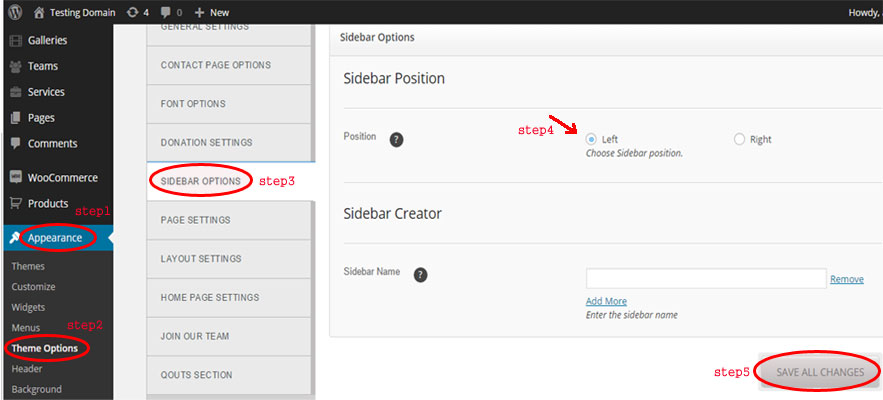 Testing Domain 4 0 + New Howdy,
Galleries
Teams
Services
Pages
Comments
WooCommerce
Products
step1
Appearance
Themes
Customize
Widgets
Menus
step2
Theme Options
Header
Background
GENERAL SETTINGS
CONTACT PAGE OPTIONS
FONT OPTIONS
DONATION SETTINGS
SIDEBAR OPTIONS step3
PAGE SETTINGS
LAYOUT SETTINGS
HOME PAGE SETTINGS
JOIN OUR TEAM
QOUTS SECTION
Sidebar Options
Sidebar Position
Position ? step4 Left Right
Choose Sidebar position.
Sidebar Creator
Sidebar Name ? Remove
Add More
Enter the sidebar name
step5 SAVE ALL CHANGES